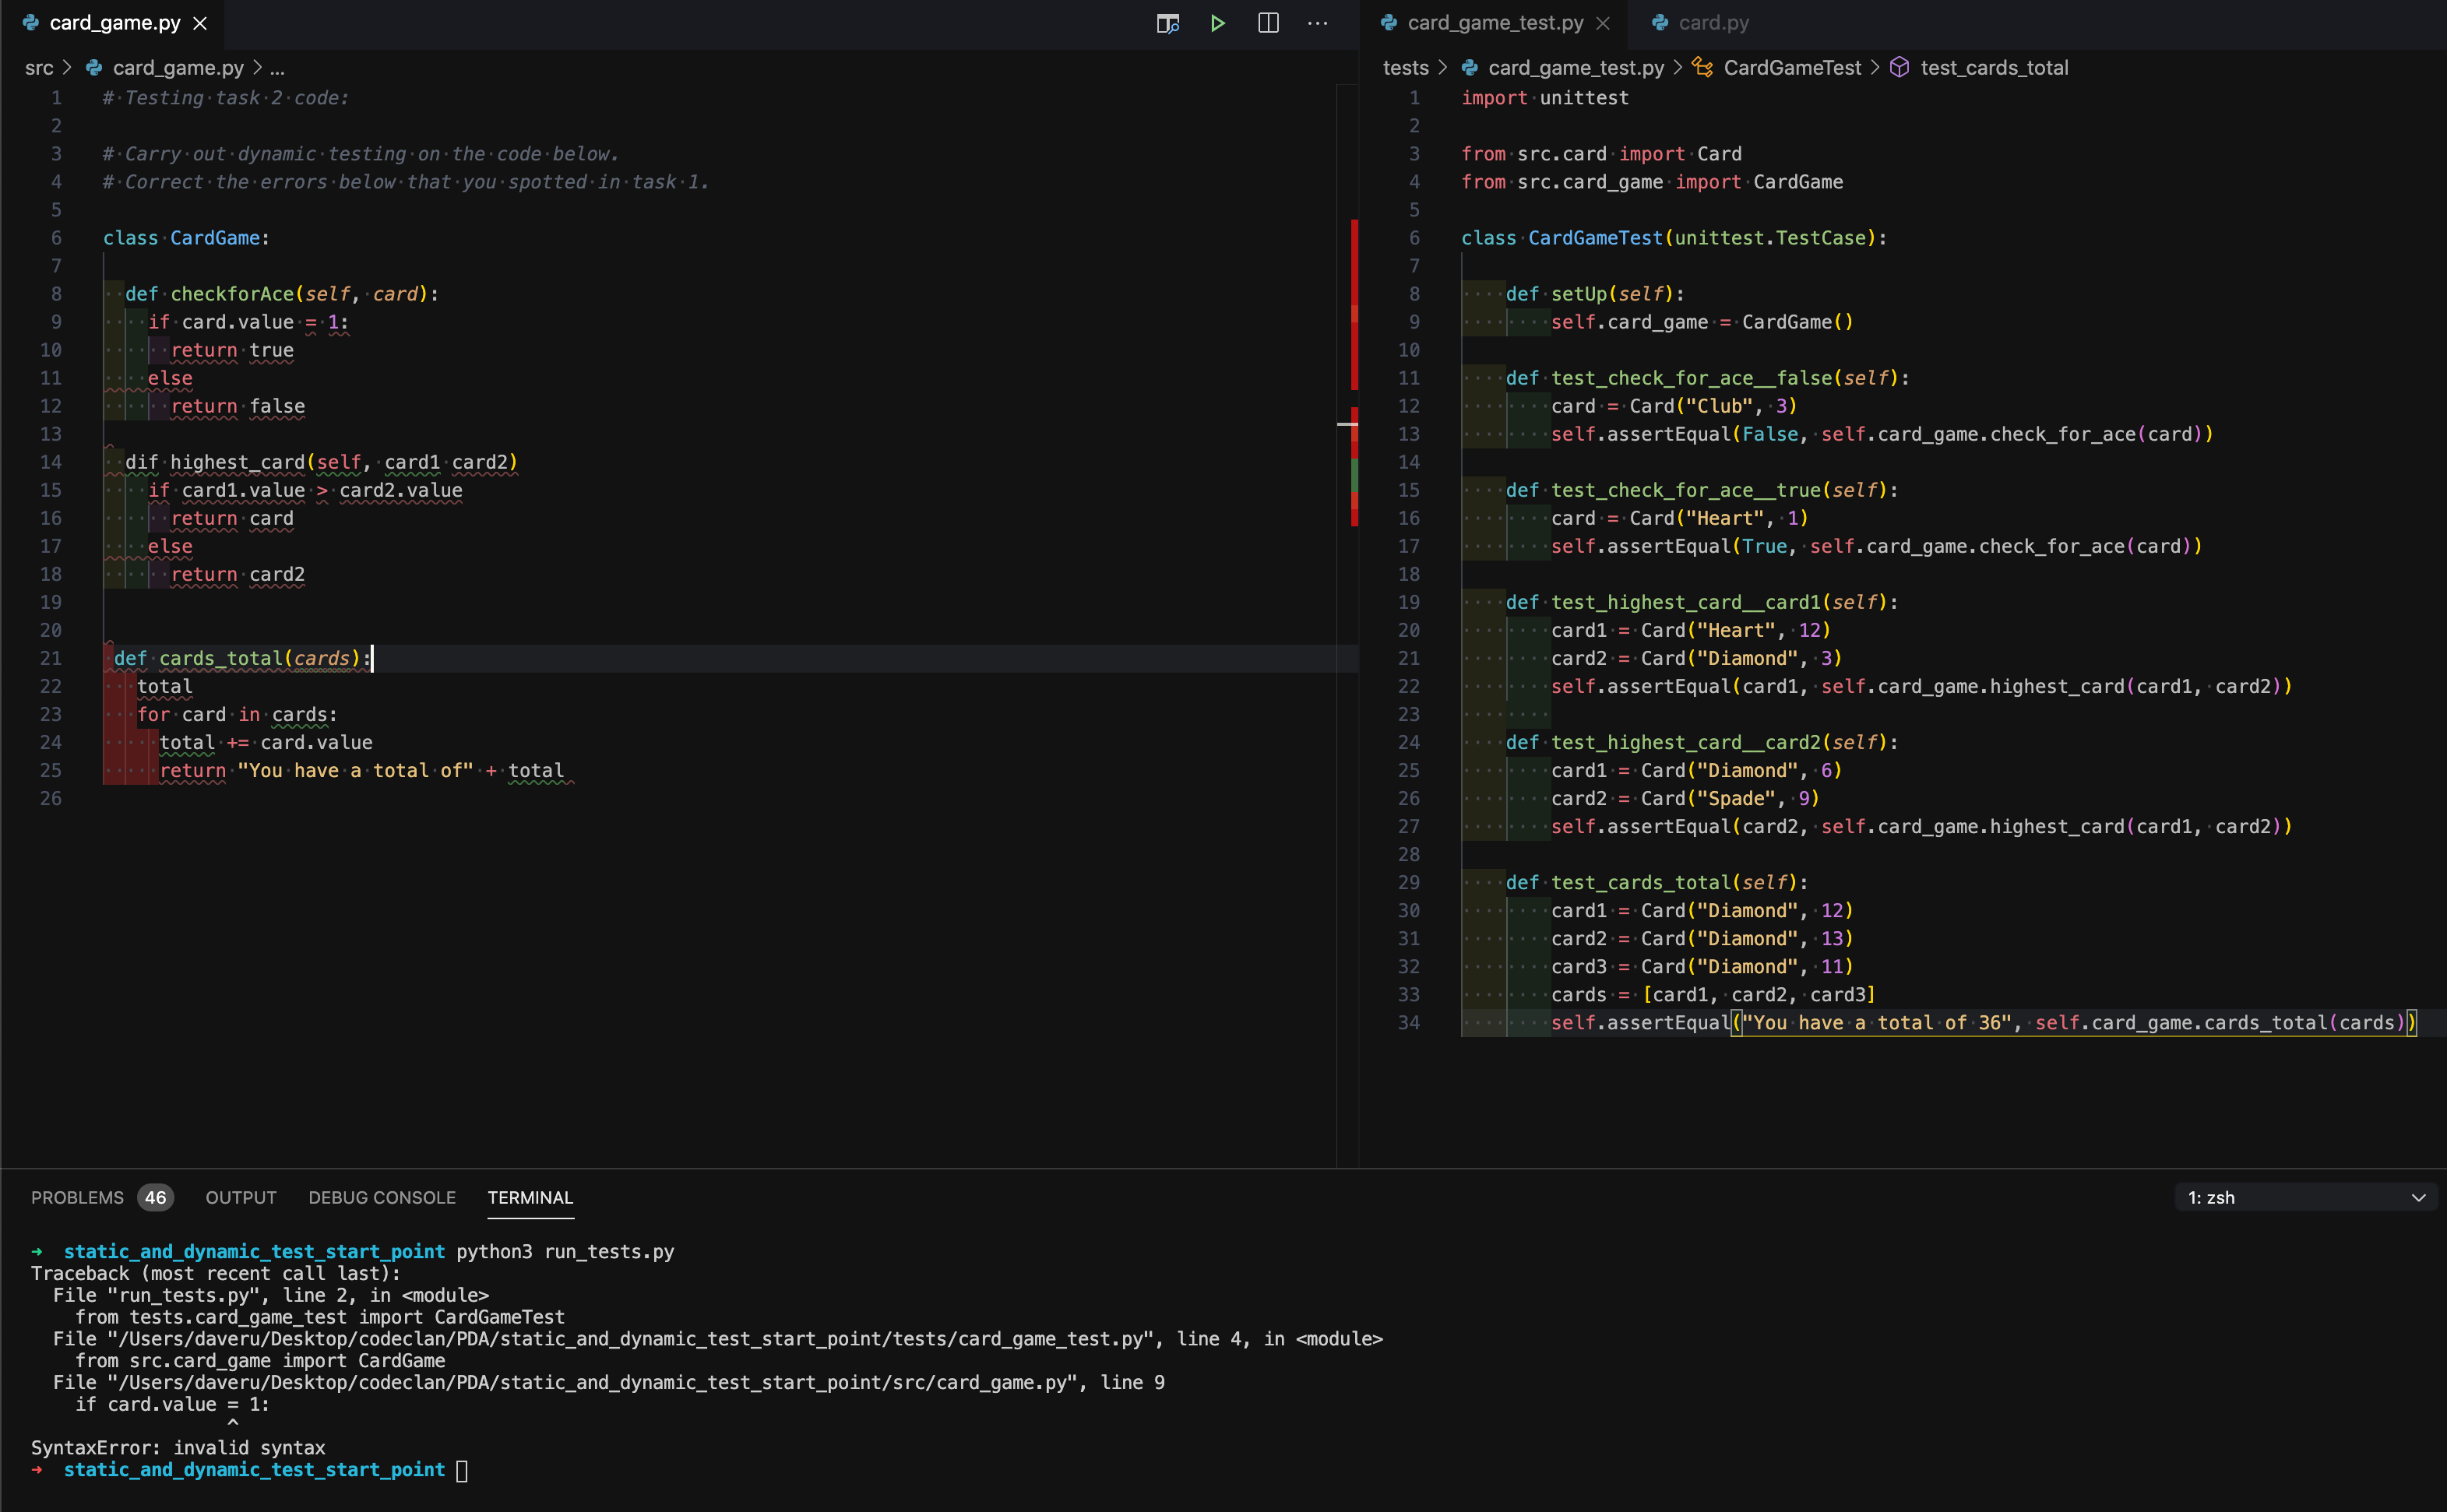 card_game.py
src > card_game.py > ...
1 # Testing task 2 code:
2
3 # Carry out dynamic testing on the code below.
4 # Correct the errors below that you spotted in task 1.
5
6 class CardGame:
7
8 def checkforAce(self, card):
9 if card.value = 1:
10 return true
11 else
12 return false
13
14 dif highest_card(self, card1 card2)
15 if card1.value > card2.value
16 return card
17 else
18 return card2
19
20
21 def cards_total(cards):
22 total
23 for card in cards:
24 total += card.value
25 return "You have a total of" + total
26
card_game_test.py
card.py
tests > card_game_test.py > CardGameTest > test_cards_total
1 import unittest
2
3 from src.card import Card
4 from src.card_game import CardGame
5
6 class CardGameTest(unittest.TestCase):
7
8 def setUp(self):
9 self.card_game = CardGame()
10
11 def test_check_for_ace__false(self):
12 card = Card("Club", 3)
13 self.assertEqual(False, self.card_game.check_for_ace(card))
14
15 def test_check_for_ace__true(self):
16 card = Card("Heart", 1)
17 self.assertEqual(True, self.card_game.check_for_ace(card))
18
19 def test_highest_card__card1(self):
20 card1 = Card("Heart", 12)
21 card2 = Card("Diamond", 3)
22 self.assertEqual(card1, self.card_game.highest_card(card1, card2))
23
24 def test_highest_card__card2(self):
25 card1 = Card("Diamond", 6)
26 card2 = Card("Spade", 9)
27 self.assertEqual(card2, self.card_game.highest_card(card1, card2))
28
29 def test_cards_total(self):
30 card1 = Card("Diamond", 12)
31 card2 = Card("Diamond", 13)
32 card3 = Card("Diamond", 11)
33 cards = [card1, card2, card3]
34 self.assertEqual("You have a total of 36", self.card_game.cards_total(cards))
PROBLEMS 46 OUTPUT DEBUG CONSOLE TERMINAL 1: zsh
➜ static_and_dynamic_test_start_point python3 run_tests.py
Traceback (most recent call last):
File "run_tests.py", line 2, in <module>
from tests.card_game_test import CardGameTest
File "/Users/daveru/Desktop/codeclan/PDA/static_and_dynamic_test_start_point/tests/card_game_test.py", line 4, in <module>
from src.card_game import CardGame
File "/Users/daveru/Desktop/codeclan/PDA/static_and_dynamic_test_start_point/src/card_game.py", line 9
if card.value = 1:
^
SyntaxError: invalid syntax
➜ static_and_dynamic_test_start_point